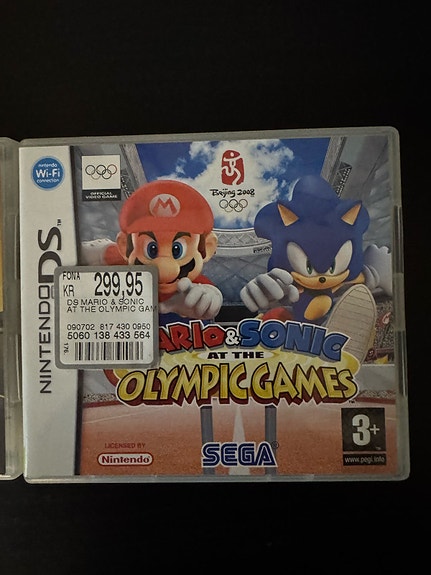 Nintendo
Wi-Fi
CONNECTION
NINTENDO DS™
OFFICIAL
VIDEO GAME
Beijing 2008
M
FONA
KR 299,95
DS MARIO & SONIC
AT THE OLYMPIC GAM
090702 817 430 0950
5060 138 433 564
176
MARIO & SONIC
AT THE
OLYMPIC GAMES
LICENSED BY
Nintendo
SEGA®
3+
www.pegi.info